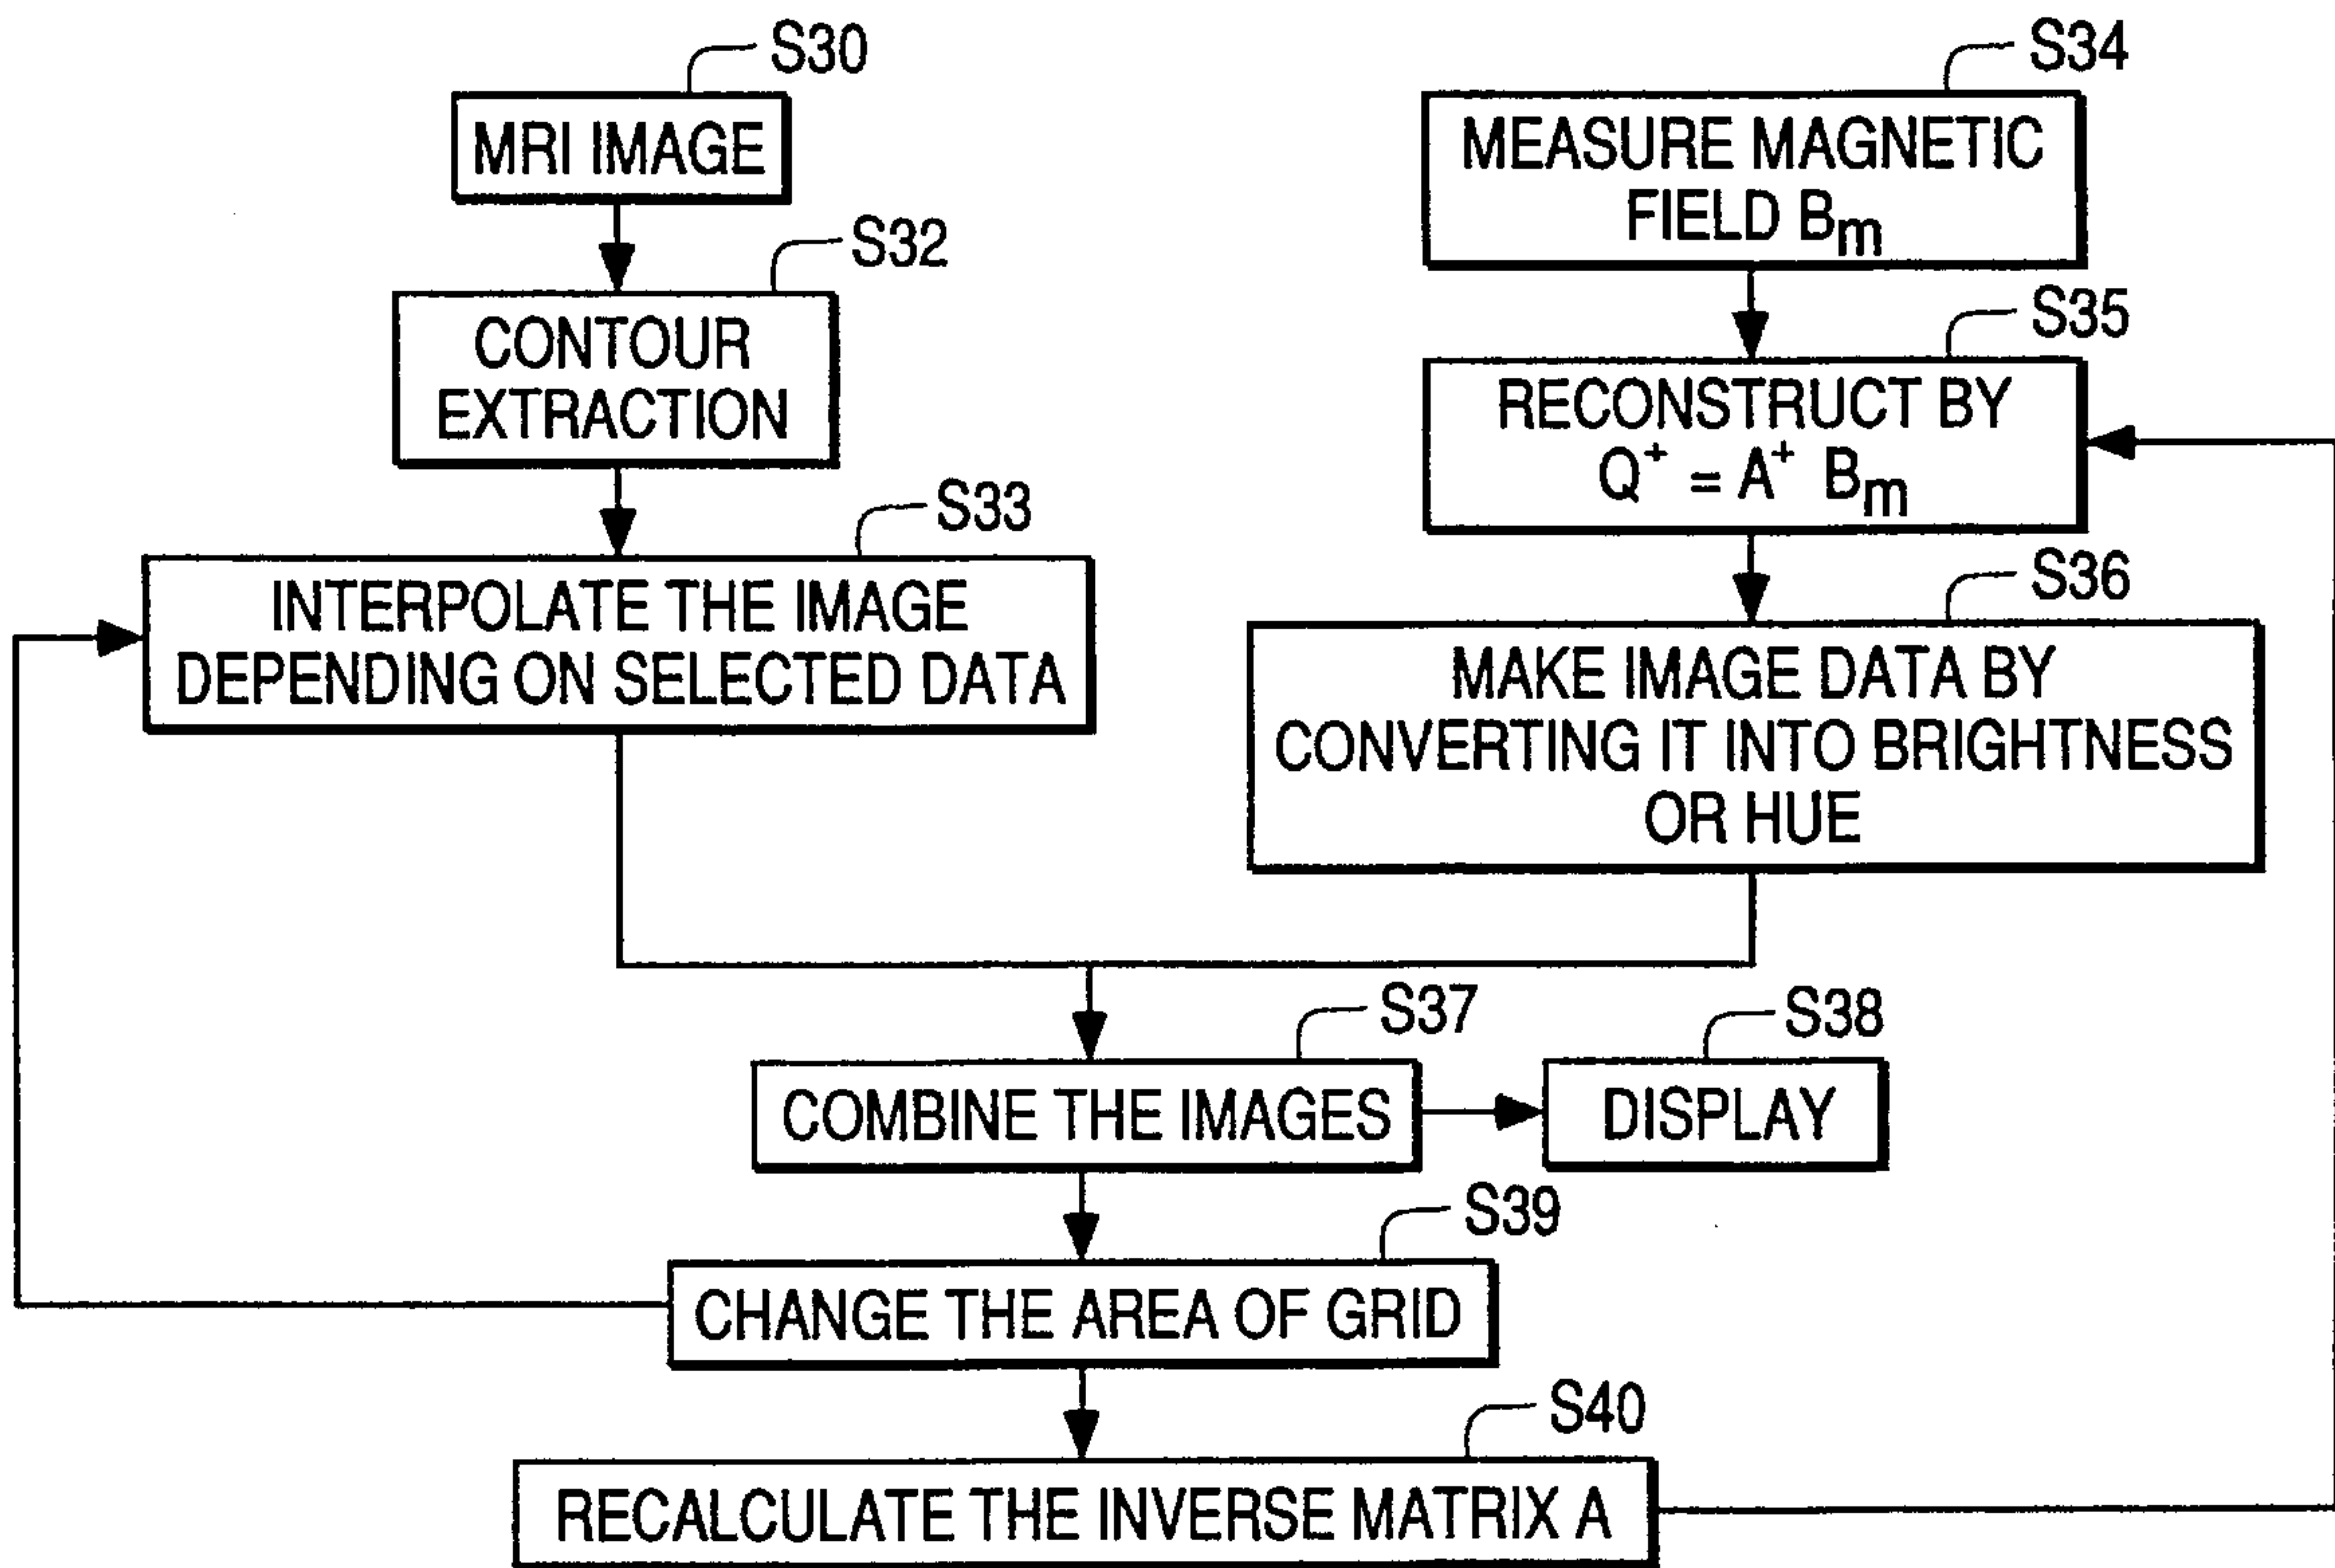 S30
MRI IMAGE
S32
CONTOUR
EXTRACTION
S33
INTERPOLATE THE IMAGE
DEPENDING ON SELECTED DATA
S34
MEASURE MAGNETIC
FIELD Bm
S35
RECONSTRUCT BY
Q⁺ = A⁺ Bm
S36
MAKE IMAGE DATA BY
CONVERTING IT INTO BRIGHTNESS
OR HUE
S37
COMBINE THE IMAGES
S38
DISPLAY
S39
CHANGE THE AREA OF GRID
S40
RECALCULATE THE INVERSE MATRIX A